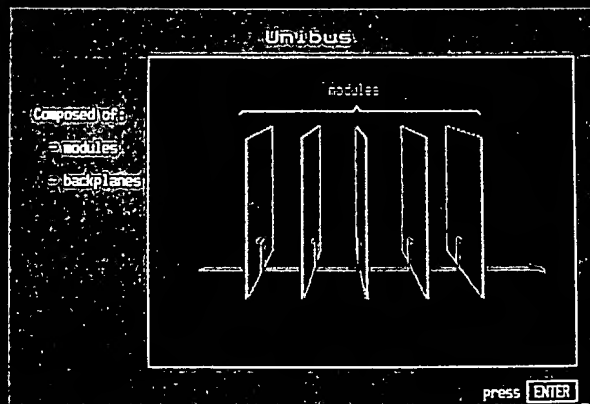 Unibus
modules
Composed of:
- modules
- backplanes
press ENTER